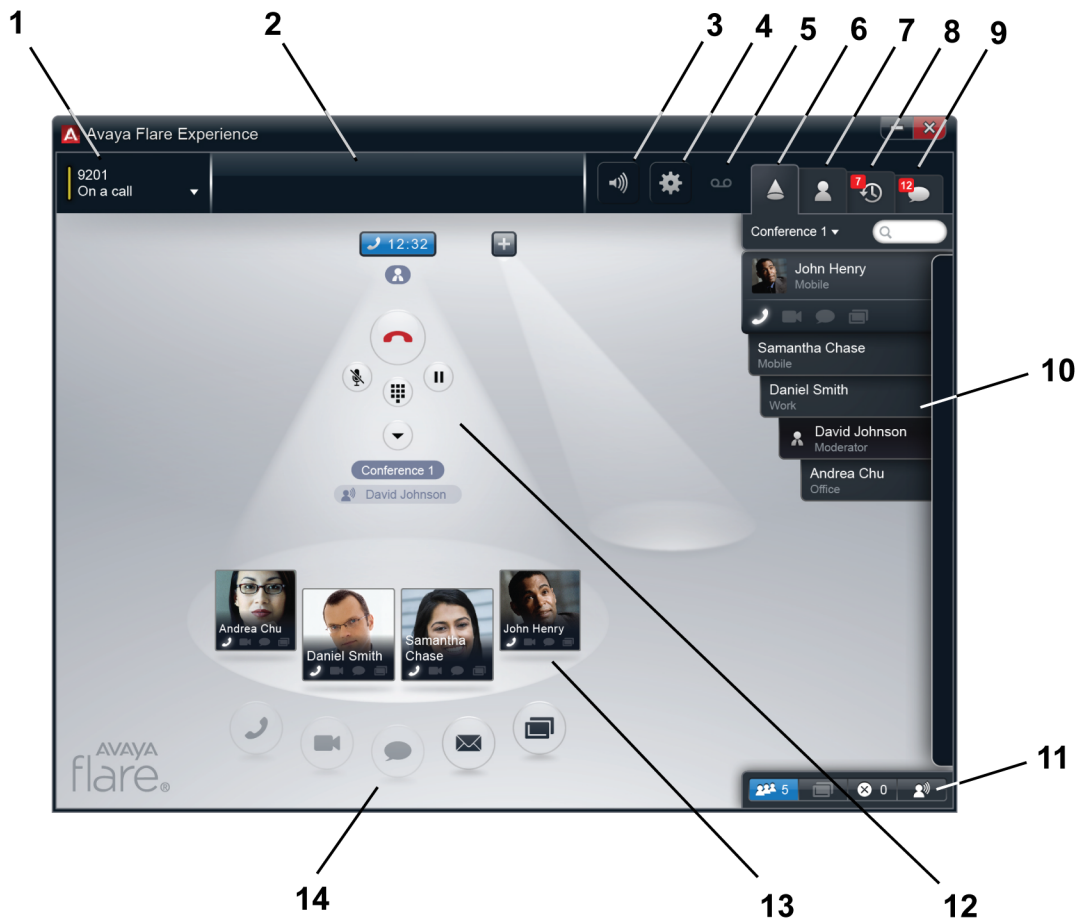 1
2
3
4
5
6
7
8
9
Avaya Flare Experience
9201
On a call
7
12
Conference 1
12:32
John Henry
Mobile
Samantha Chase
Mobile
Daniel Smith
Work
10
David Johnson
Moderator
Andrea Chu
Office
Conference 1
David Johnson
Andrea Chu
Daniel Smith
Samantha
Chase
John Henry
AVAYA
flare®
5
0
11
14
13
12